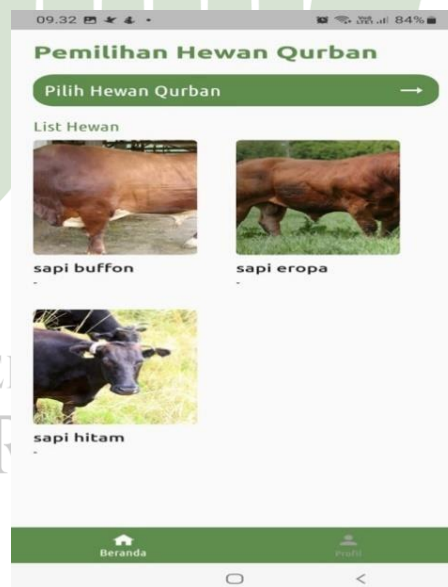 09.32 84%
Pemilihan Hewan Qurban
Pilih Hewan Qurban →
List Hewan
sapi buffon sapi eropa
- -
sapi hitam
-
Beranda Profil